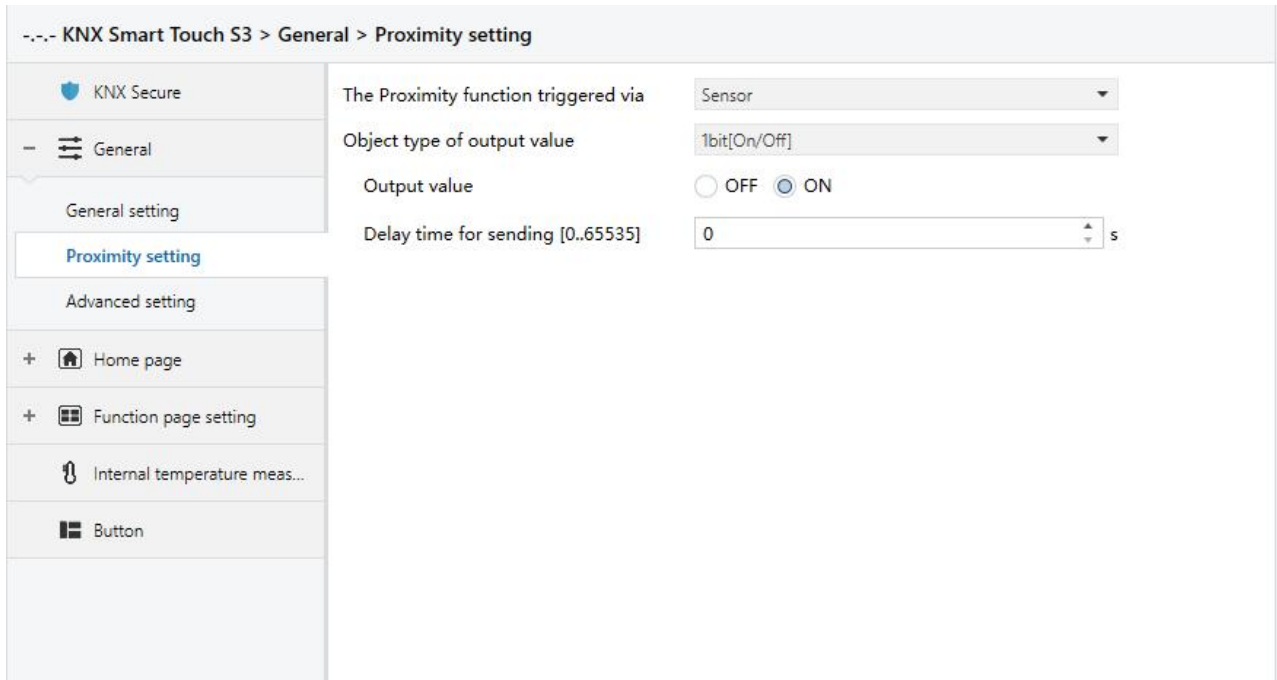 -.-.- KNX Smart Touch S3 > General > Proximity setting
KNX Secure
General
General setting
Proximity setting
Advanced setting
Home page
Function page setting
Internal temperature meas...
Button
The Proximity function triggered via
Sensor
Object type of output value
1bit[On/Off]
Output value
OFF ON
Delay time for sending [0..65535]
0 s